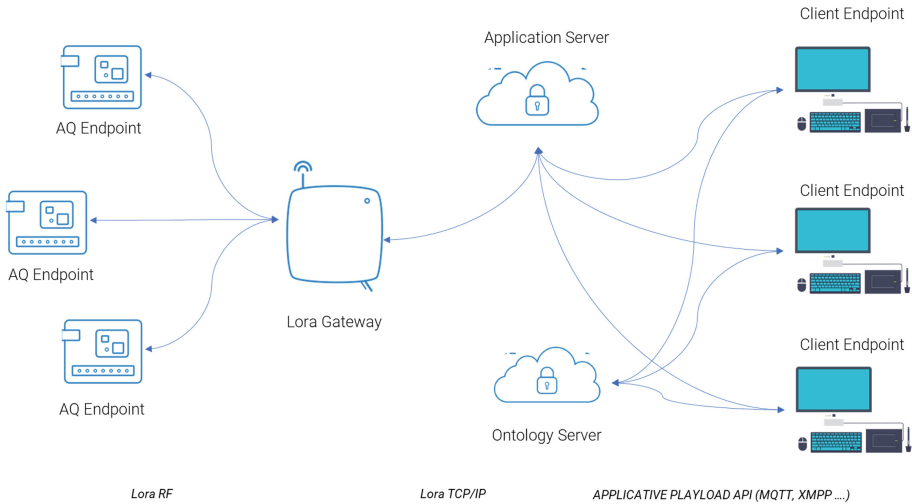 Client Endpoint
Application Server
AQ Endpoint
Client Endpoint
AQ Endpoint
Lora Gateway
Client Endpoint
AQ Endpoint
Ontology Server
Lora RF
Lora TCP/IP
APPLICATIVE PLAYLOAD API (MQTT, XMPP ....)